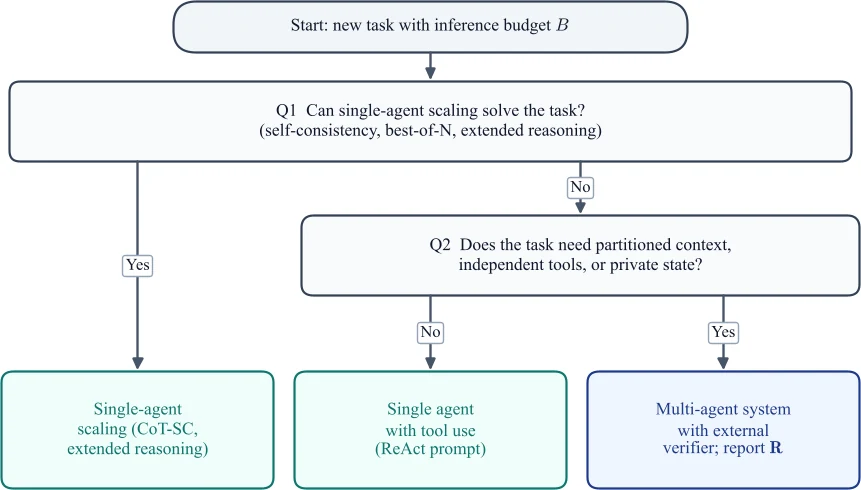 Start: new task with inference budget B
Q1 Can single-agent scaling solve the task?
(self-consistency, best-of-N, extended reasoning)
No
Q2 Does the task need partitioned context,
independent tools, or private state?
Yes
No
Yes
Single-agent
scaling (CoT-SC,
extended reasoning)
Single agent
with tool use
(ReAct prompt)
Multi-agent system
with external
verifier; report R